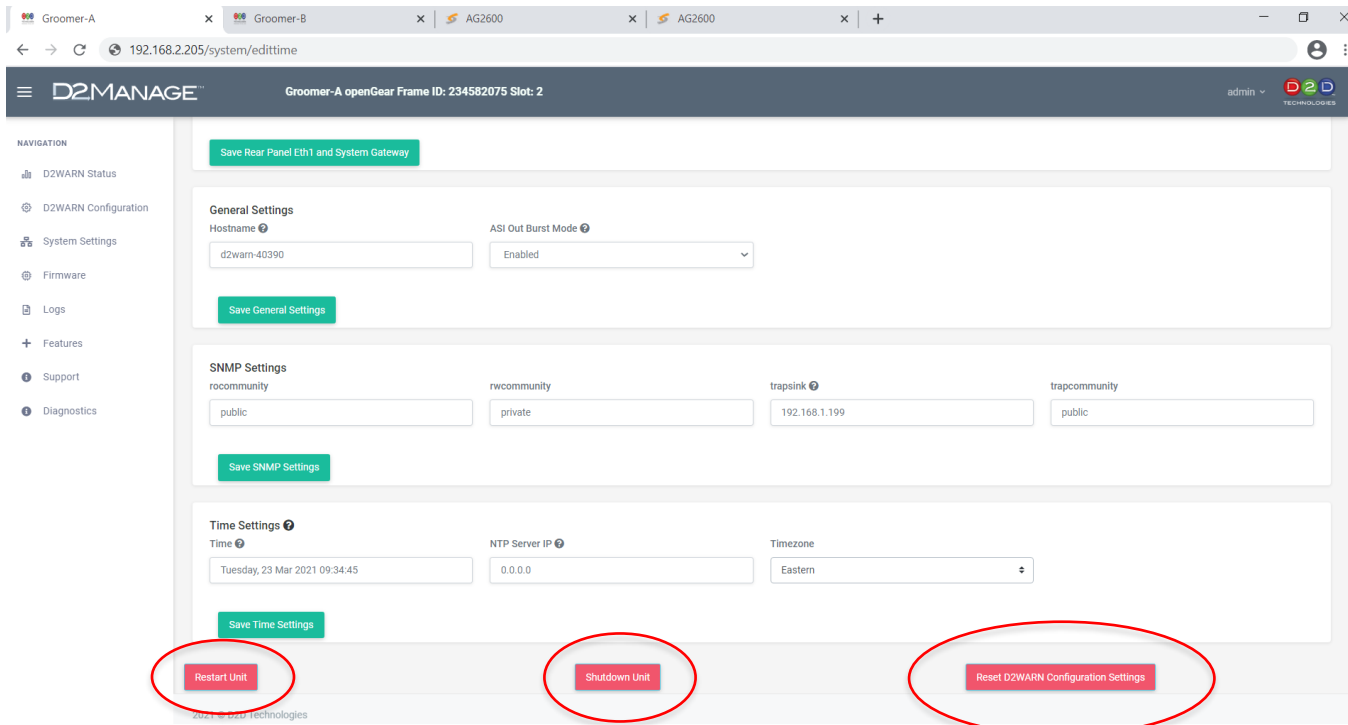 Groomer-A
Groomer-B
AG2600
AG2600
192.168.2.205/system/edittime
D2MANAGE™
Groomer-A openGear Frame ID: 234582075 Slot: 2
admin
D2D
TECHNOLOGIES
NAVIGATION
D2WARN Status
D2WARN Configuration
System Settings
Firmware
Logs
Features
Support
Diagnostics
Save Rear Panel Eth1 and System Gateway
General Settings
Hostname
ASI Out Burst Mode
d2warn-40390
Enabled
Save General Settings
SNMP Settings
rocommunity
rwcommunity
trapsink
trapcommunity
public
private
192.168.1.199
public
Save SNMP Settings
Time Settings
Time
NTP Server IP
Timezone
Tuesday, 23 Mar 2021 09:34:45
0.0.0.0
Eastern
Save Time Settings
Restart Unit
Shutdown Unit
Reset D2WARN Configuration Settings
2021 © D2D Technologies